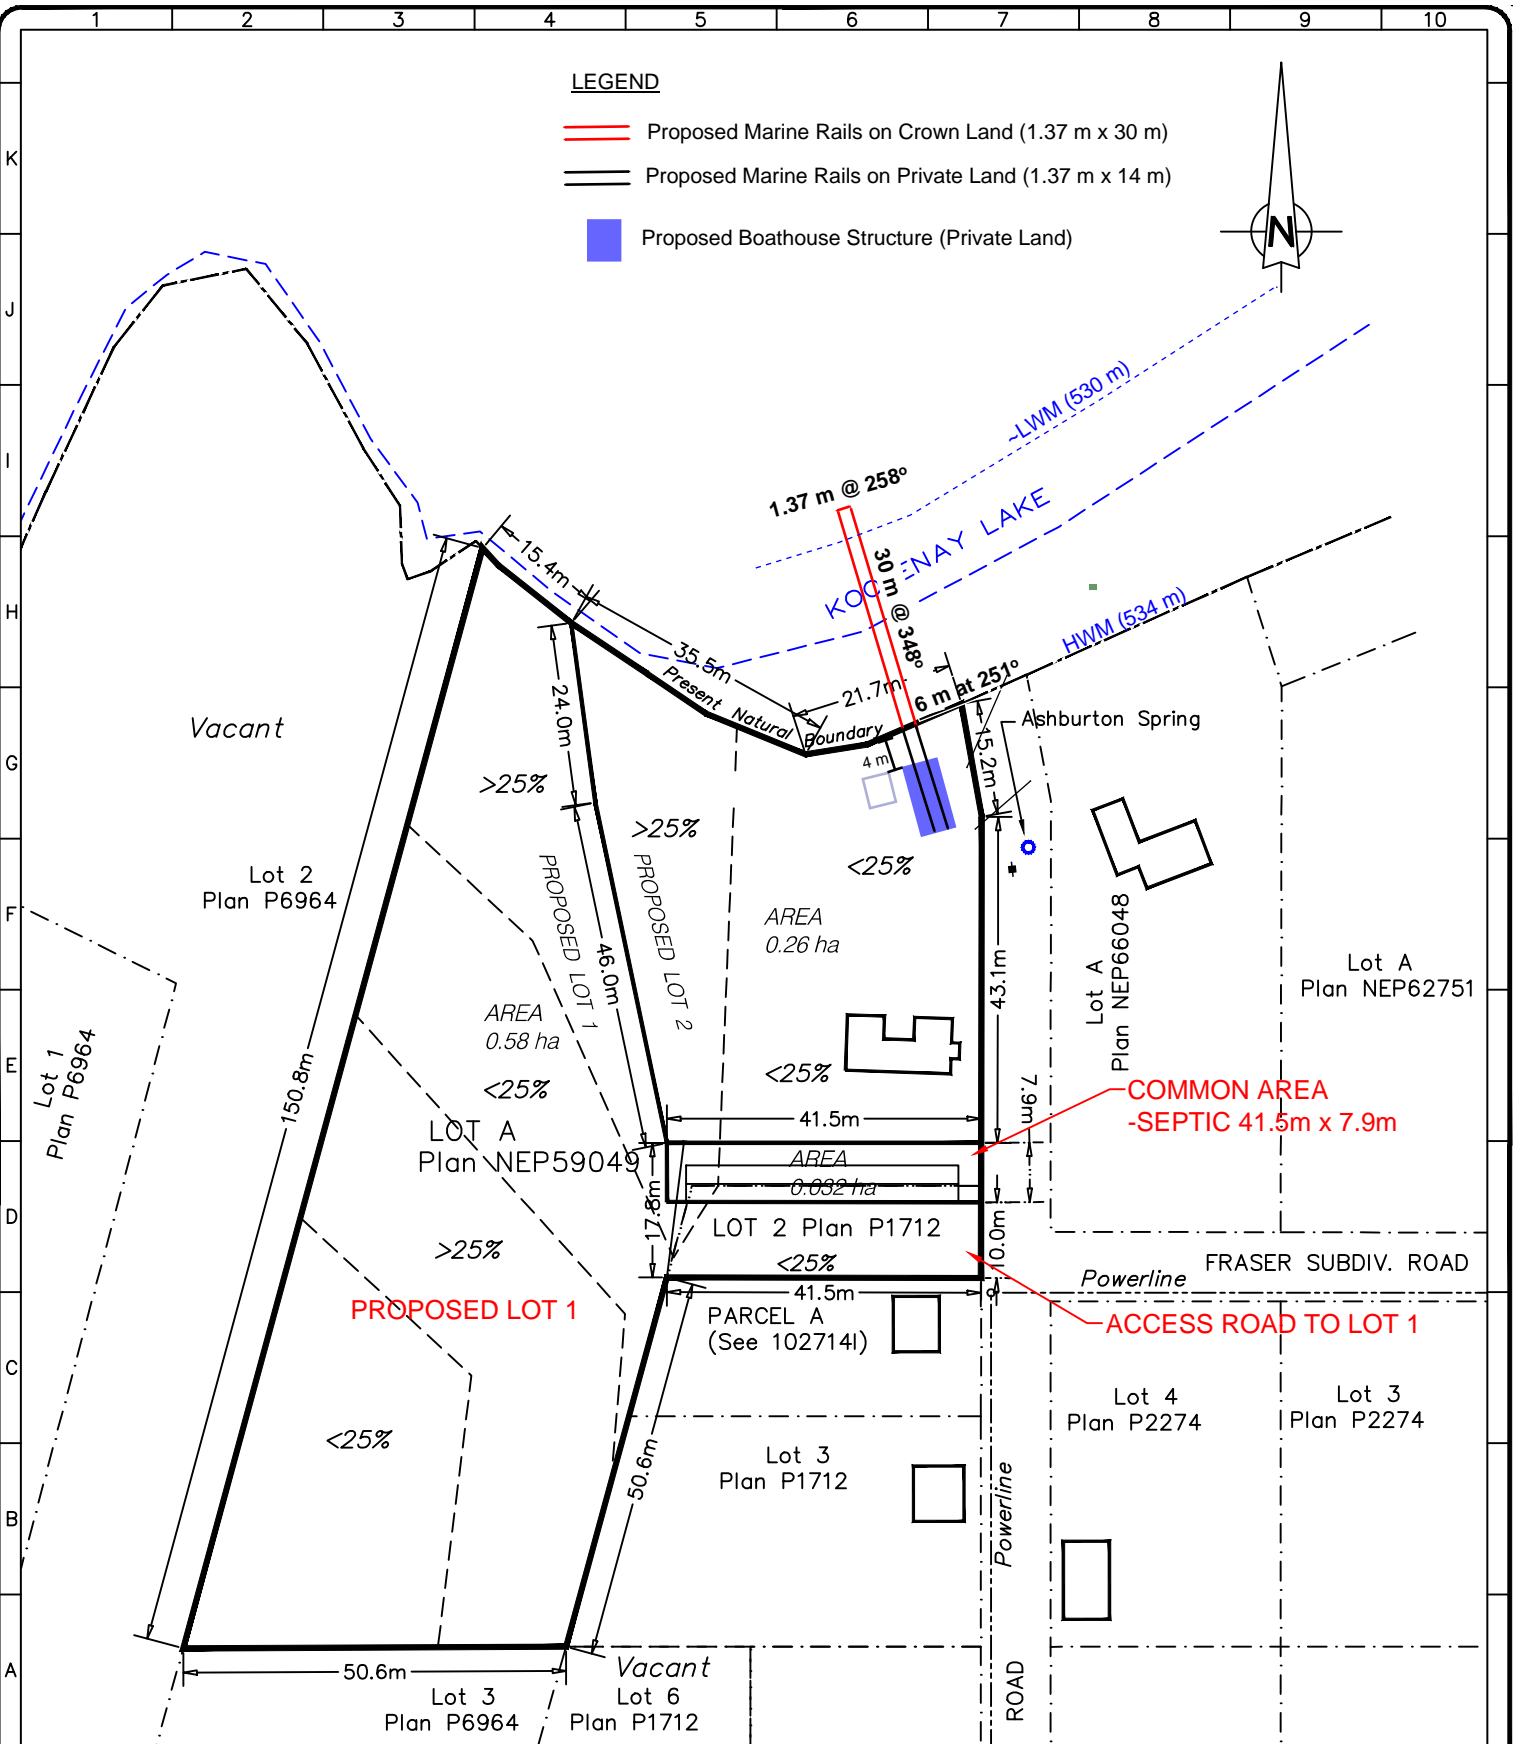 1 2 3 4 5 6 7 8 9 10
LEGEND
Proposed Marine Rails on Crown Land (1.37 m x 30 m)
Proposed Marine Rails on Private Land (1.37 m x 14 m)
Proposed Boathouse Structure (Private Land)
N
K
J
I
H
G
F
E
D
C
B
A
~LWM (530 m)
1.37 m @ 258º
30 m @ 348º
KOO ENAY LAKE
HWM (534 m)
15.4m
35.5m
21.7m
6 m at 251º
Present Natural Boundary
24.0m
4 m
15.2m
Ashburton Spring
Vacant
>25%
>25%
<25%
Lot 2
Plan P6964
PROPOSED LOT 1
PROPOSED LOT 2
46.0m
AREA
0.26 ha
43.1m
Lot A
Plan NEP66048
Lot A
Plan NEP62751
AREA
0.58 ha
<25%
<25%
Lot 1
Plan P6964
150.8m
7.9m
COMMON AREA
-SEPTIC 41.5m x 7.9m
41.5m
LOT A
Plan NEP59049
AREA
0.032 ha
17.8m
LOT 2 Plan P1712
10.0m
<25%
>25%
FRASER SUBDIV. ROAD
Powerline
41.5m
PROPOSED LOT 1
PARCEL A
(See 102714I)
ACCESS ROAD TO LOT 1
Lot 4
Plan P2274
Lot 3
Plan P2274
<25%
Lot 3
Plan P1712
50.6m
Powerline
50.6m
Vacant
Lot 3
Plan P6964
Lot 6
Plan P1712
ROAD